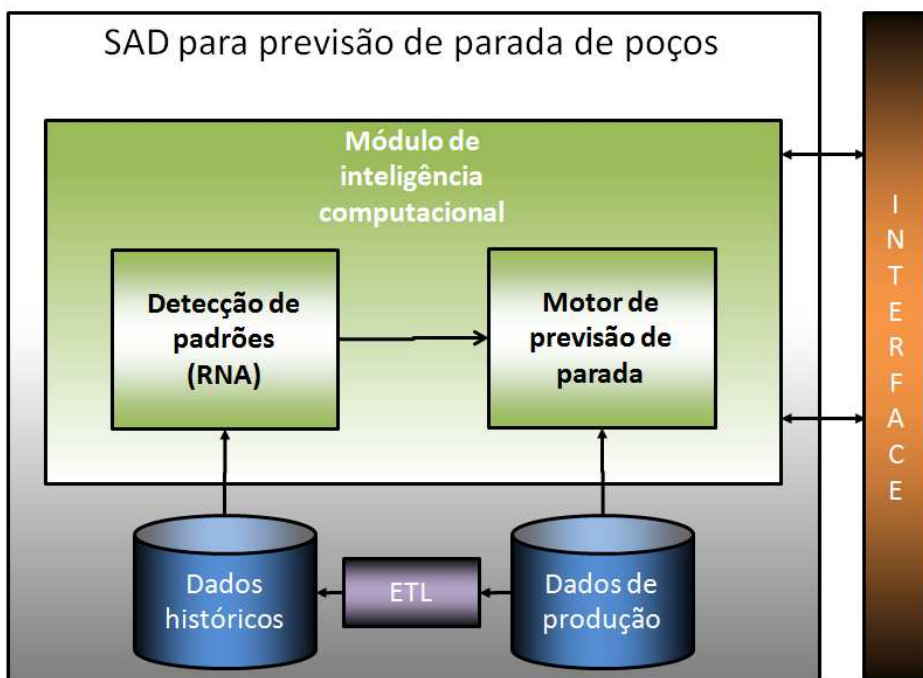 SAD para previsão de parada de poços
Módulo de
inteligência
computacional
Detecção de
padrões
(RNA)
Motor de
previsão de
parada
Dados
históricos
ETL
Dados de
produção
INTERFACE